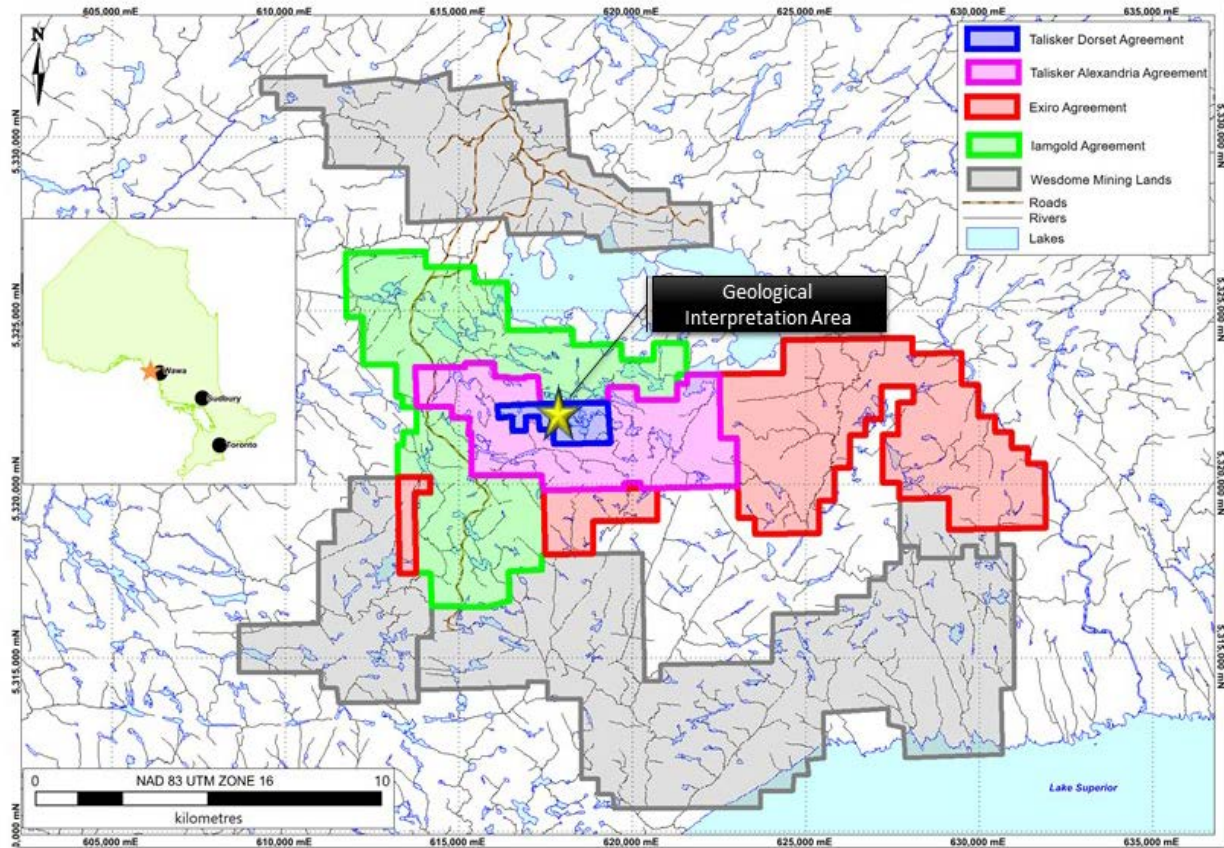 605,000 mE
610,000 mE
615,000 mE
620,000 mE
625,000 mE
630,000 mE
635,000 mE
N
Talisker Dorset Agreement
Talisker Alexandria Agreement
Exiro Agreement
Iamgold Agreement
Wesdome Mining Lands
Roads
Rivers
Lakes
5,330,000 mN
5,330,000 mN
5,325,000 mN
Geological
Interpretation Area
Wawa
Sudbury
Toronto
5,320,000 mN
5,320,000 mN
5,315,000 mN
5,315,000 mN
Lake Superior
0
NAD 83 UTM ZONE 16
10
kilometres
605,000 mE
610,000 mE
615,000 mE
620,000 mE
625,000 mE
630,000 mE
635,000 mE